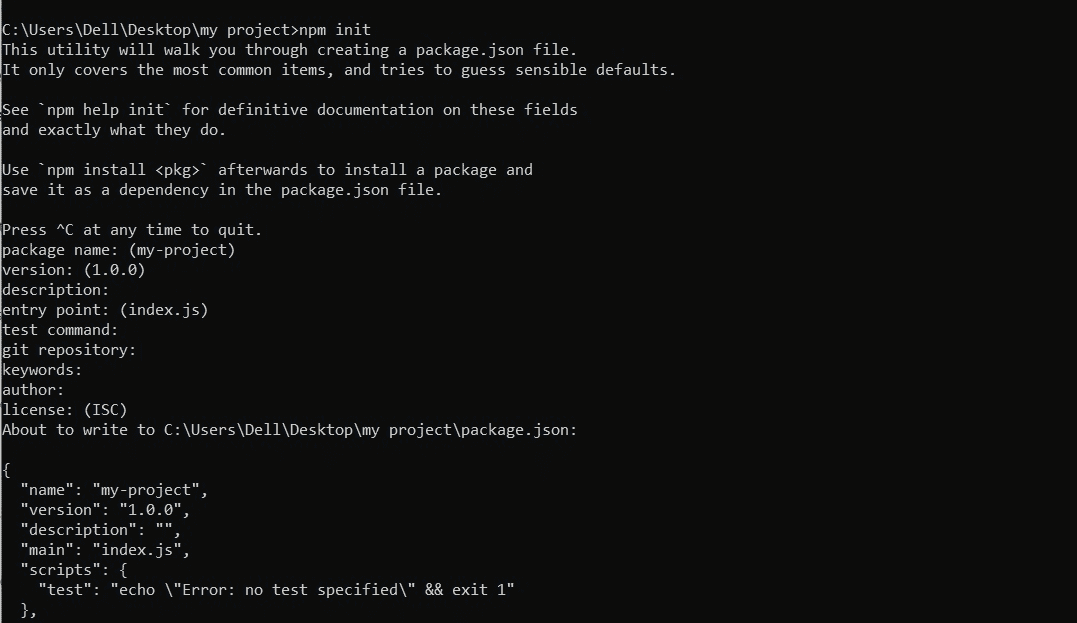 C:\Users\Dell\Desktop\my project>npm init
This utility will walk you through creating a package.json file.
It only covers the most common items, and tries to guess sensible defaults.
See `npm help init` for definitive documentation on these fields
and exactly what they do.
Use `npm install <pkg>` afterwards to install a package and
save it as a dependency in the package.json file.
Press ^C at any time to quit.
package name: (my-project)
version: (1.0.0)
description:
entry point: (index.js)
test command:
git repository:
keywords:
author:
license: (ISC)
About to write to C:\Users\Dell\Desktop\my project\package.json:
{
  "name": "my-project",
  "version": "1.0.0",
  "description": "",
  "main": "index.js",
  "scripts": {
    "test": "echo \"Error: no test specified\" && exit 1"
  },